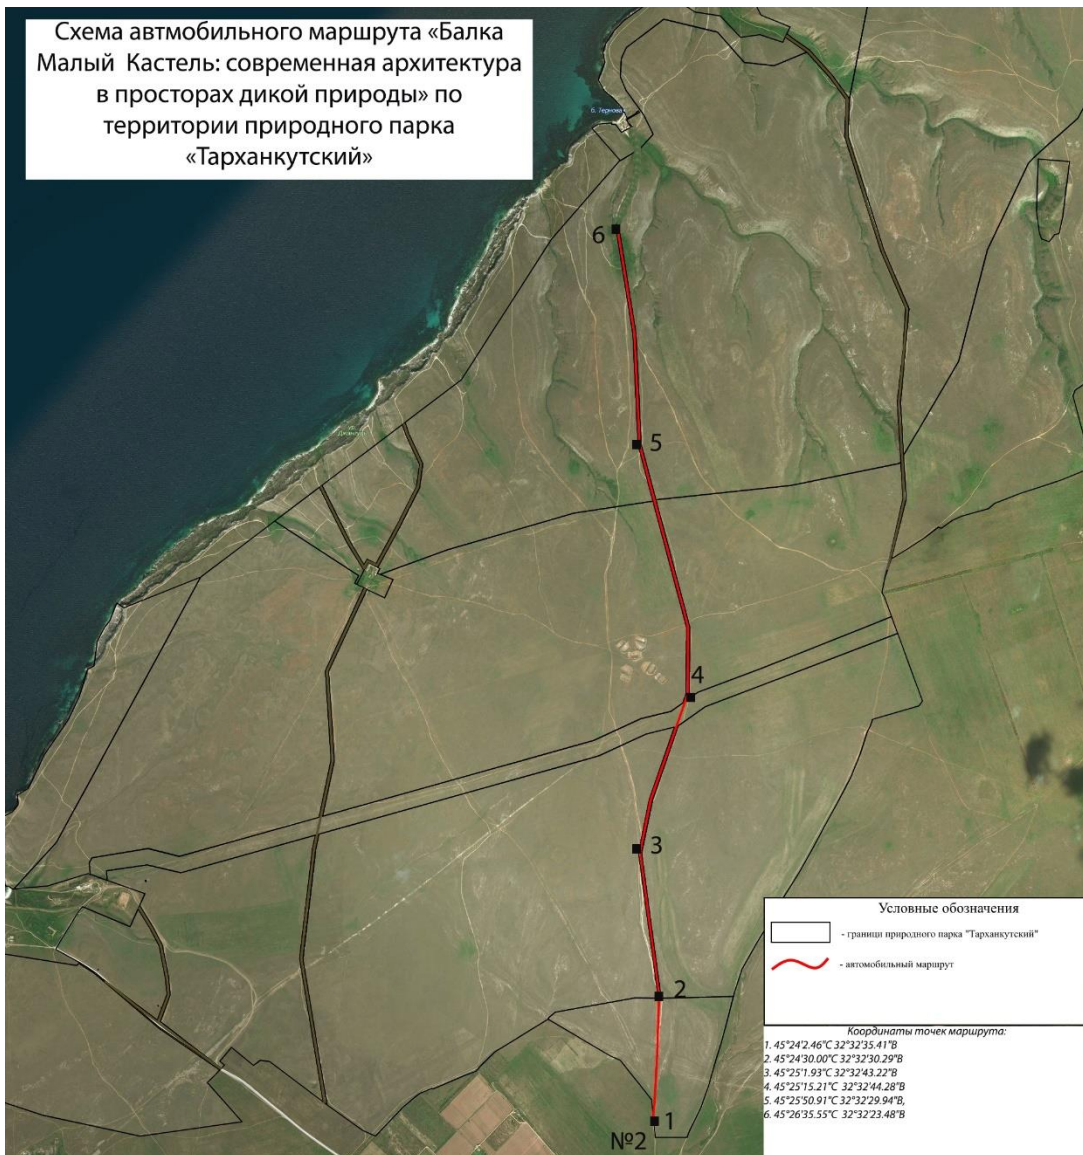 Схема автмобильного маршрута «Балка
Малый Кастель: современная архитектура
в просторах дикой природы» по
территории природного парка
«Тарханкутский»
б. Тернова
6
5
4
3
2
1
№2
Условные обозначения
- границы природного парка "Тарханкутский"
- автомобильный маршрут
Координаты точек маршрута:
1. 45°24'2.46"С 32°32'35.41"В
2. 45°24'30.00"С 32°32'30.29"В
3. 45°25'1.93"С 32°32'43.22"В
4. 45°25'15.21"С 32°32'44.28"В
5. 45°25'50.91"С 32°32'29.94"В,
6. 45°26'35.55"С 32°32'23.48"В